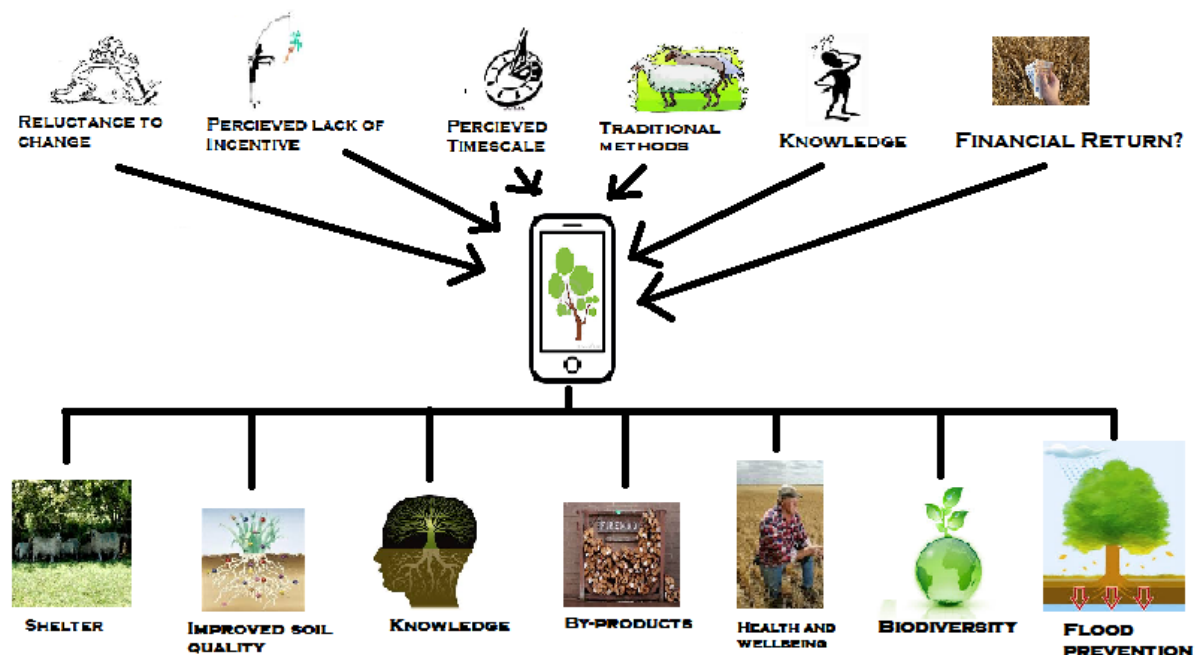 RELUCTANCE TO
CHANGE
PERCIEVED LACK OF
INCENTIVE
PERCIEVED
TIMESCALE
TRADITIONAL
METHODS
KNOWLEDGE
FINANCIAL RETURN?
FIREWOOD
SHELTER
IMPROVED SOIL
QUALITY
KNOWLEDGE
BY-PRODUCTS
HEALTH AND
WELLBEING
BIODIVERSITY
FLOOD
PREVENTION